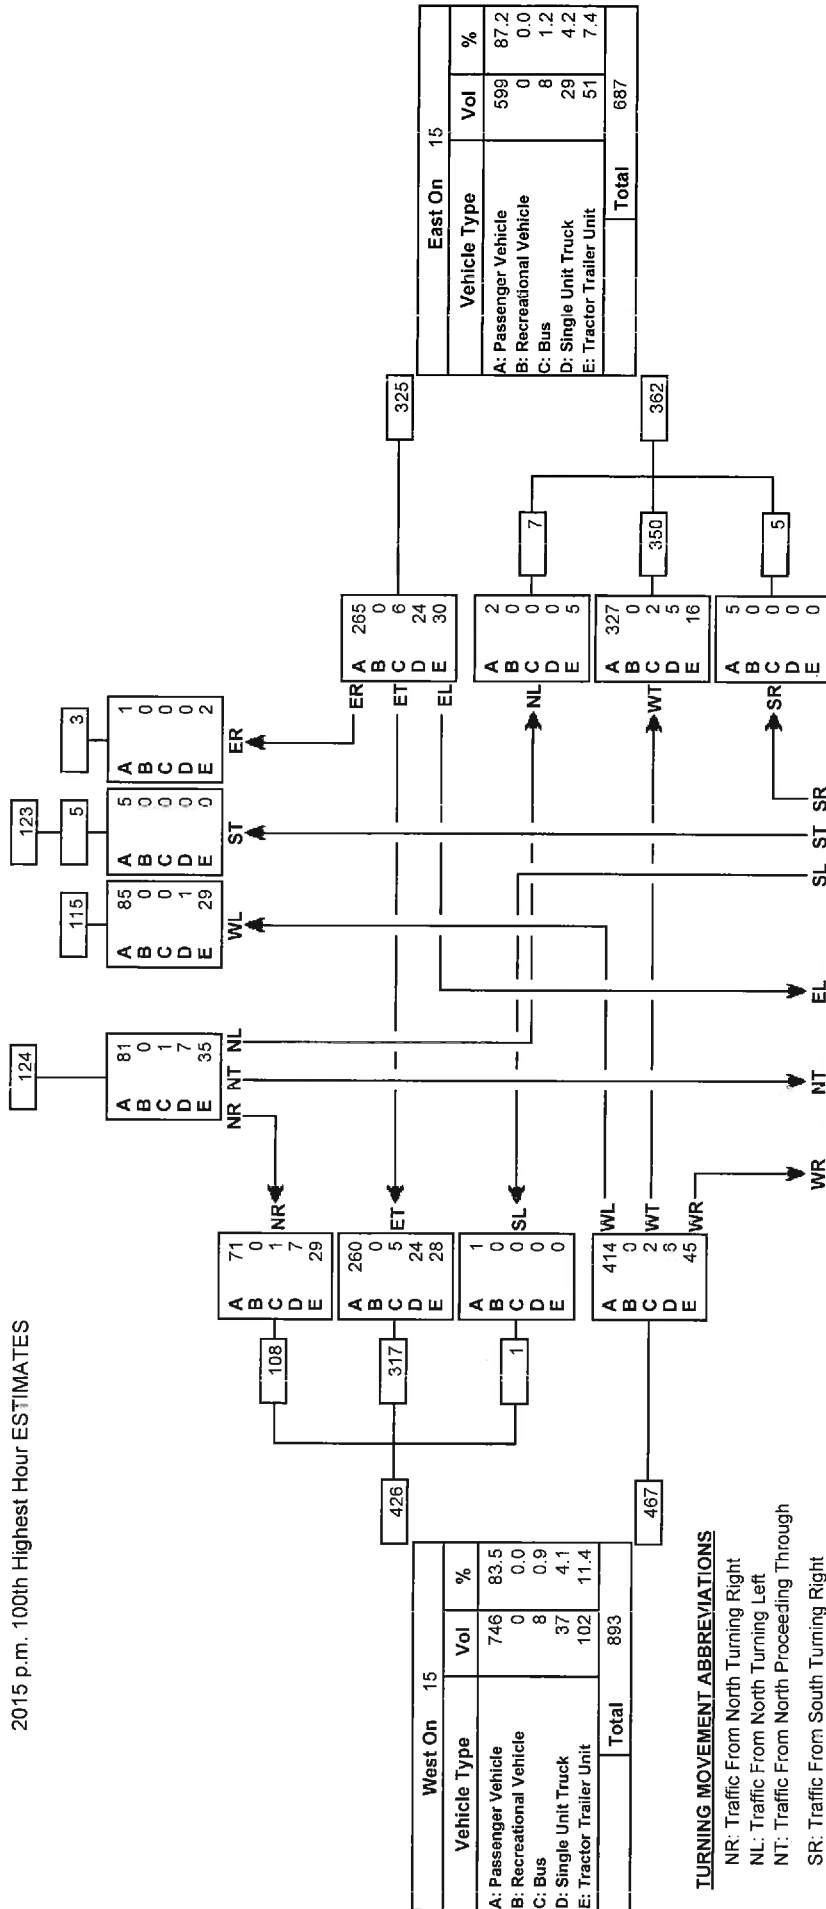 2015 p.m. 100th Highest Hour ESTIMATES
124
A 81
B 0
C 1
D 7
E 35
NR NT NL
123
115
A 85
B 0
C 0
D 1
E 29
WL
5
A 5
B 0
C 0
D 0
E 0
ST
3
A 1
B 0
C 0
D 0
E 2
ER
A 71
B 0
C 1
D 7
E 29
NR
108
A 260
B 0
C 5
D 24
E 28
ET
317
A 1
B 0
C 0
D 0
E 0
SL
1
426
A 414
B 0
C 2
D 6
E 45
WL
WT
WR
467
West On 15
Vehicle Type Vol %
A: Passenger Vehicle 746 83.5
B: Recreational Vehicle 0 0.0
C: Bus 8 0.9
D: Single Unit Truck 37 4.1
E: Tractor Trailer Unit 102 11.4
Total 893
ER
ET
EL
A 265
B 0
C 6
D 24
E 30
325
NL
A 2
B 0
C 0
D 0
E 5
7
WT
A 327
B 0
C 2
D 5
E 16
350
SR
A 5
B 0
C 0
D 0
E 0
5
362
East On 15
Vehicle Type Vol %
A: Passenger Vehicle 599 87.2
B: Recreational Vehicle 0 0.0
C: Bus 8 1.2
D: Single Unit Truck 29 4.2
E: Tractor Trailer Unit 51 7.4
Total 687
WR NT EL SL ST SR
TURNING MOVEMENT ABBREVIATIONS
NR: Traffic From North Turning Right
NL: Traffic From North Turning Left
NT: Traffic From North Proceeding Through
SR: Traffic From South Turning Right